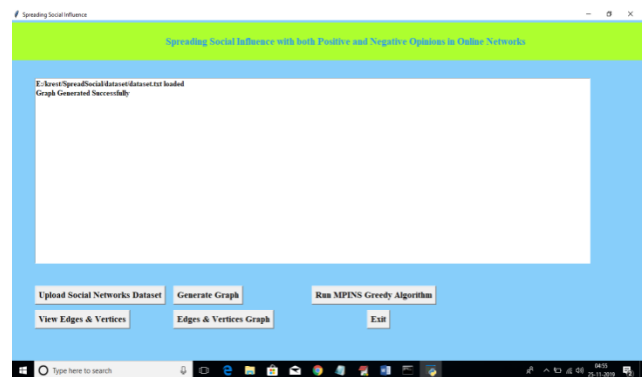 Spreading Social Influence
Spreading Social Influence with both Positive and Negative Opinions in Online Networks
E:/krest/SpreadSocial/dataset/dataset.txt loaded
Graph Generated Successfully
Upload Social Networks Dataset
Generate Graph
Run MPINS Greedy Algorithm
View Edges & Vertices
Edges & Vertices Graph
Exit
Type here to search
04:55
25-11-2019